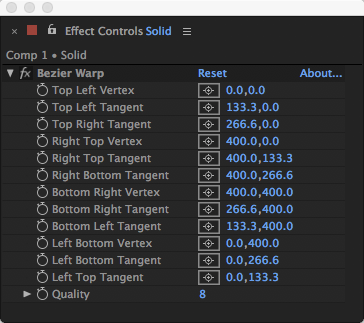 × Effect Controls Solid
Comp 1 • Solid
fx Bezier Warp Reset About...
Top Left Vertex 0.0,0.0
Top Left Tangent 133.3,0.0
Top Right Tangent 266.6,0.0
Right Top Vertex 400.0,0.0
Right Top Tangent 400.0,133.3
Right Bottom Tangent 400.0,266.6
Bottom Right Vertex 400.0,400.0
Bottom Right Tangent 266.6,400.0
Bottom Left Tangent 133.3,400.0
Left Bottom Vertex 0.0,400.0
Left Bottom Tangent 0.0,266.6
Left Top Tangent 0.0,133.3
Quality 8